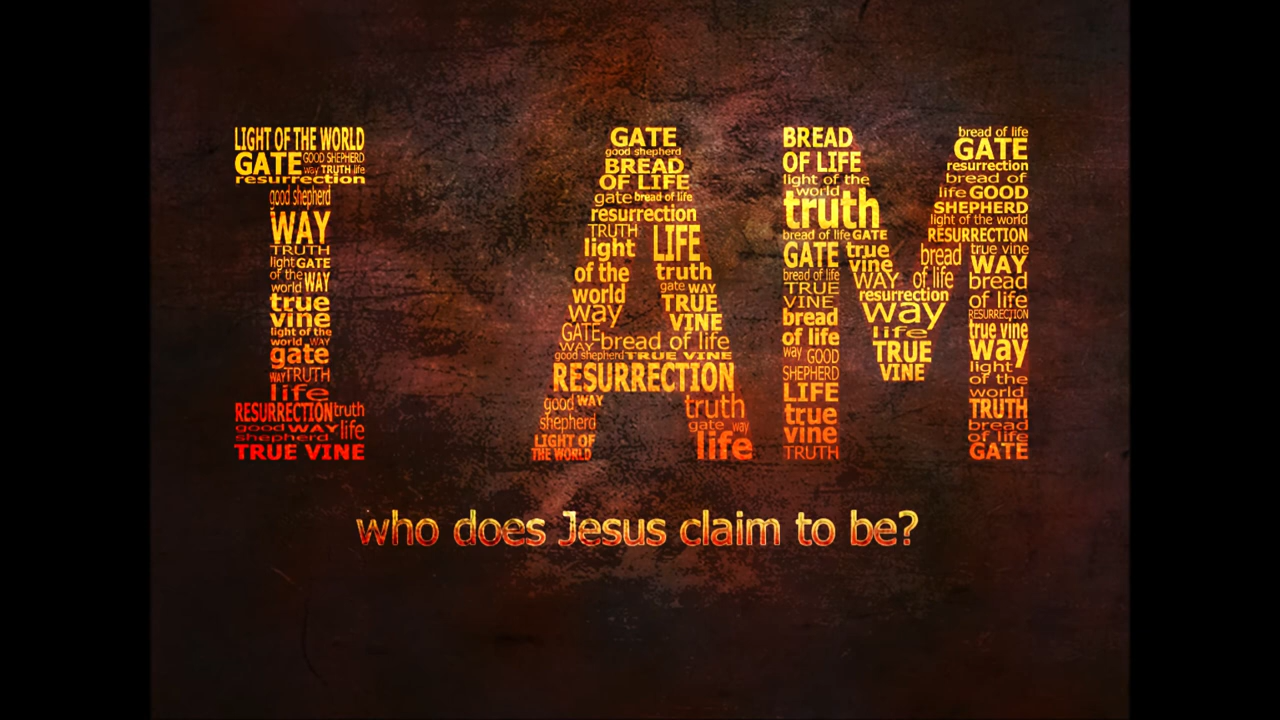 I AM
LIGHT OF THE WORLD
GATE GOOD SHEPHERD
way TRUTH life
resurrection
good shepherd
WAY
TRUTH
light GATE
of the WAY
world
true
vine
light of the
world WAY
gate
WAY TRUTH
life
RESURRECTION truth
good WAY life
shepherd
TRUE VINE
GATE
good shepherd
BREAD
OF LIFE
gate bread of life
resurrection
TRUTH LIFE
light
of the truth
world gate WAY
way TRUE
VINE
GATE bread of life
WAY
good shepherd TRUE VINE
RESURRECTION
good WAY truth
shepherd gate way
LIGHT OF life
THE WORLD
BREAD
OF LIFE
light of the
world
truth
bread of life GATE
GATE true
vine
bread of life WAY
TRUE
VINE
bread
of life
way GOOD
SHEPHERD
LIFE
true
vine
TRUTH
bread
of life
resurrection
way
life
TRUE
VINE
bread of life
GATE
resurrection
bread of
life GOOD
SHEPHERD
light of the world
RESURRECTION
true vine
WAY
bread
of life
RESURRECTION
true vine
way
light
of the
world
TRUTH
bread
of life
GATE
who does Jesus claim to be?